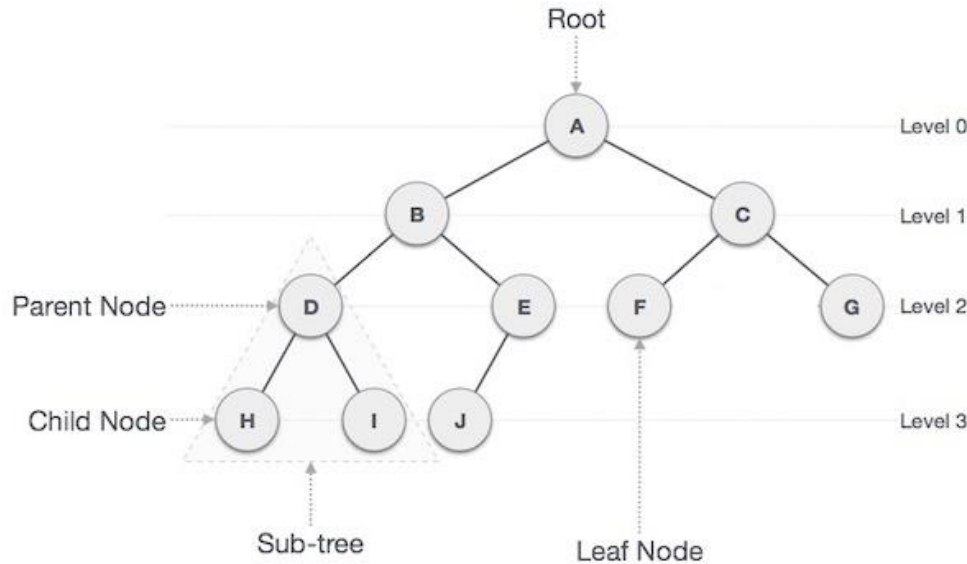 Root
A
Level 0
B
C
Level 1
Parent Node
D
E
F
G
Level 2
Child Node
H
I
J
Level 3
Sub-tree
Leaf Node